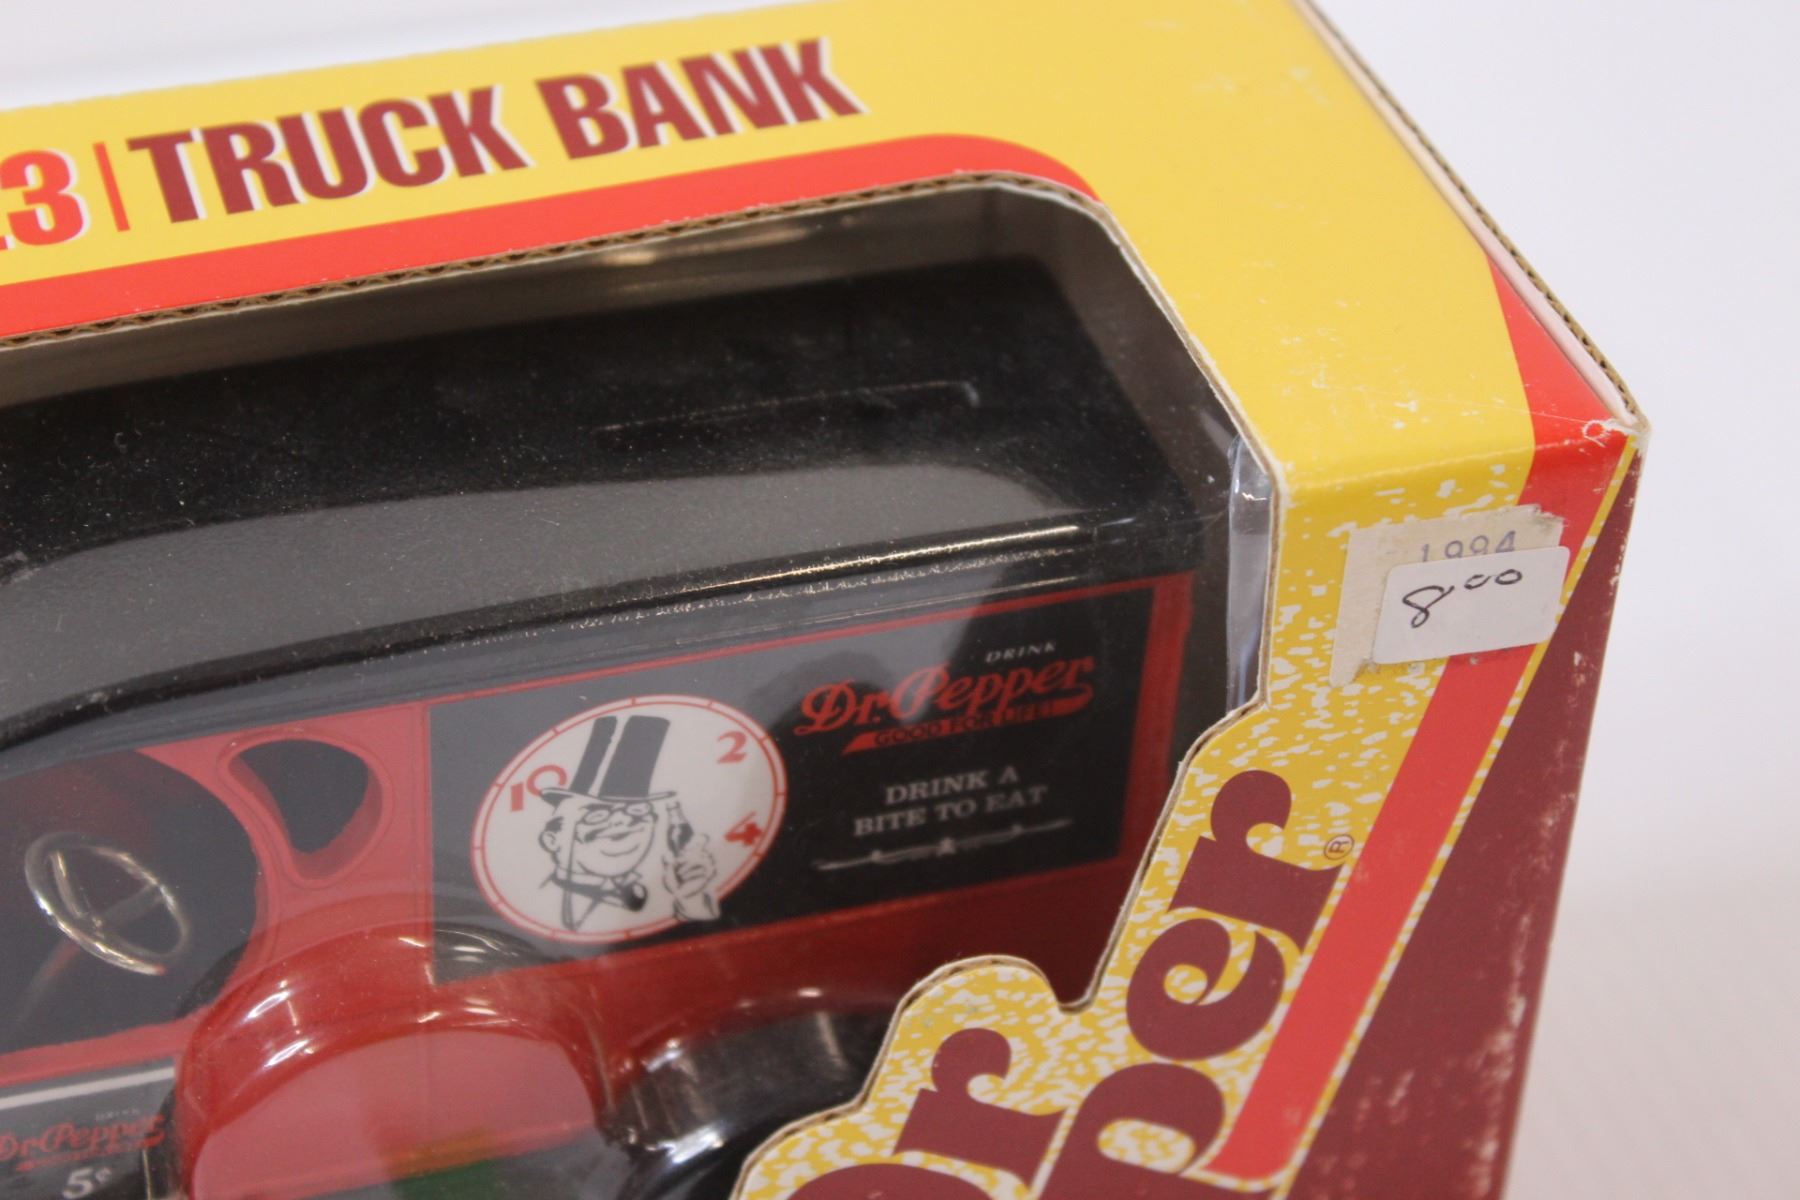 3 | TRUCK BANK
1994
8.00
DRINK
Dr. Pepper
GOOD FOR LIFE!
10
2
4
DRINK A
BITE TO EAT
DRINK
Dr. Pepper
5¢
Dr
Pepper®